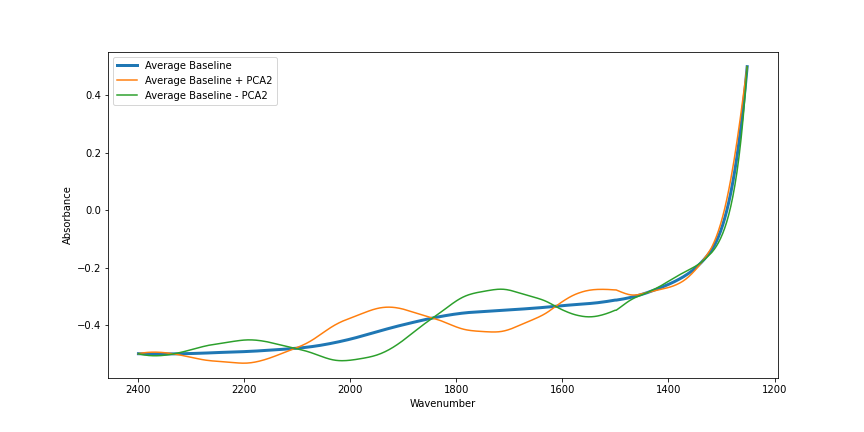 Average Baseline
Average Baseline + PCA2
Average Baseline - PCA2
0.4
0.2
0.0
−0.2
−0.4
Absorbance
2400 2200 2000 1800 1600 1400 1200
Wavenumber